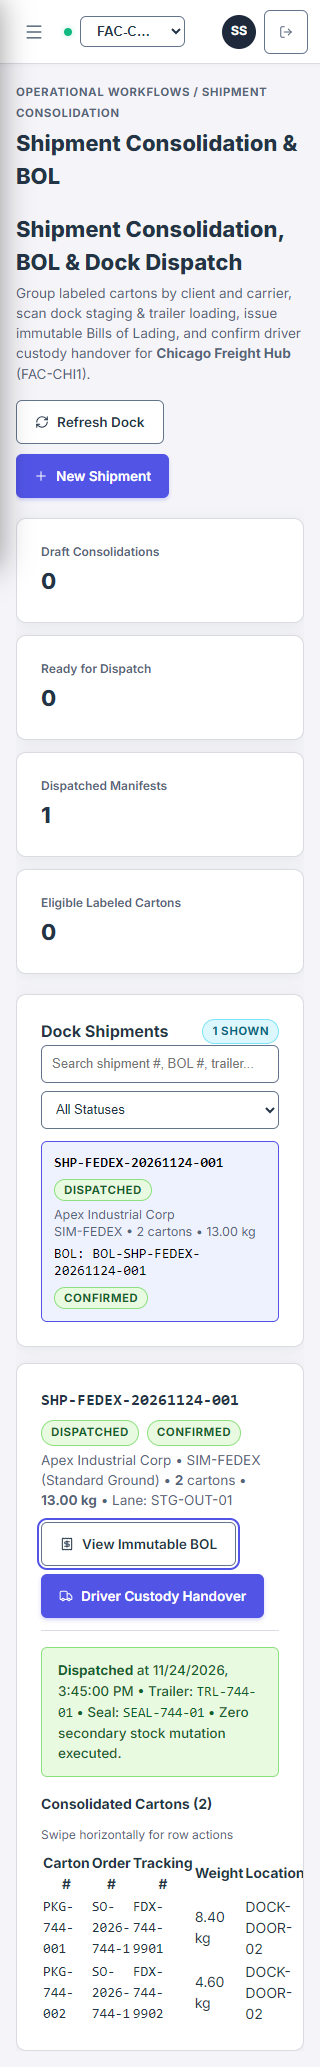 FAC-C...
SS
OPERATIONAL WORKFLOWS / SHIPMENT
CONSOLIDATION
Shipment Consolidation &
BOL
Shipment Consolidation,
BOL & Dock Dispatch
Group labeled cartons by client and carrier,
scan dock staging & trailer loading, issue
immutable Bills of Lading, and confirm driver
custody handover for Chicago Freight Hub
(FAC-CHI1).
Refresh Dock
New Shipment
Draft Consolidations
0
Ready for Dispatch
0
Dispatched Manifests
1
Eligible Labeled Cartons
0
Dock Shipments
1 SHOWN
Search shipment #, BOL #, trailer...
All Statuses
SHP-FEDEX-20261124-001
DISPATCHED
Apex Industrial Corp
SIM-FEDEX • 2 cartons • 13.00 kg
BOL: BOL-SHP-FEDEX-
20261124-001
CONFIRMED
SHP-FEDEX-20261124-001
DISPATCHED CONFIRMED
Apex Industrial Corp • SIM-FEDEX
(Standard Ground) • 2 cartons •
13.00 kg • Lane: STG-OUT-01
View Immutable BOL
Driver Custody Handover
Dispatched at 11/24/2026,
3:45:00 PM • Trailer: TRL-744-
01 • Seal: SEAL-744-01 • Zero
secondary stock mutation
executed.
Consolidated Cartons (2)
Swipe horizontally for row actions
Carton Order Tracking Weight Location
# # #
PKG- SO- FDX- 8.40 DOCK-
744- 2026- 744- kg DOOR-
001 744-1 9901 02
PKG- SO- FDX- 4.60 DOCK-
744- 2026- 744- kg DOOR-
002 744-1 9902 02